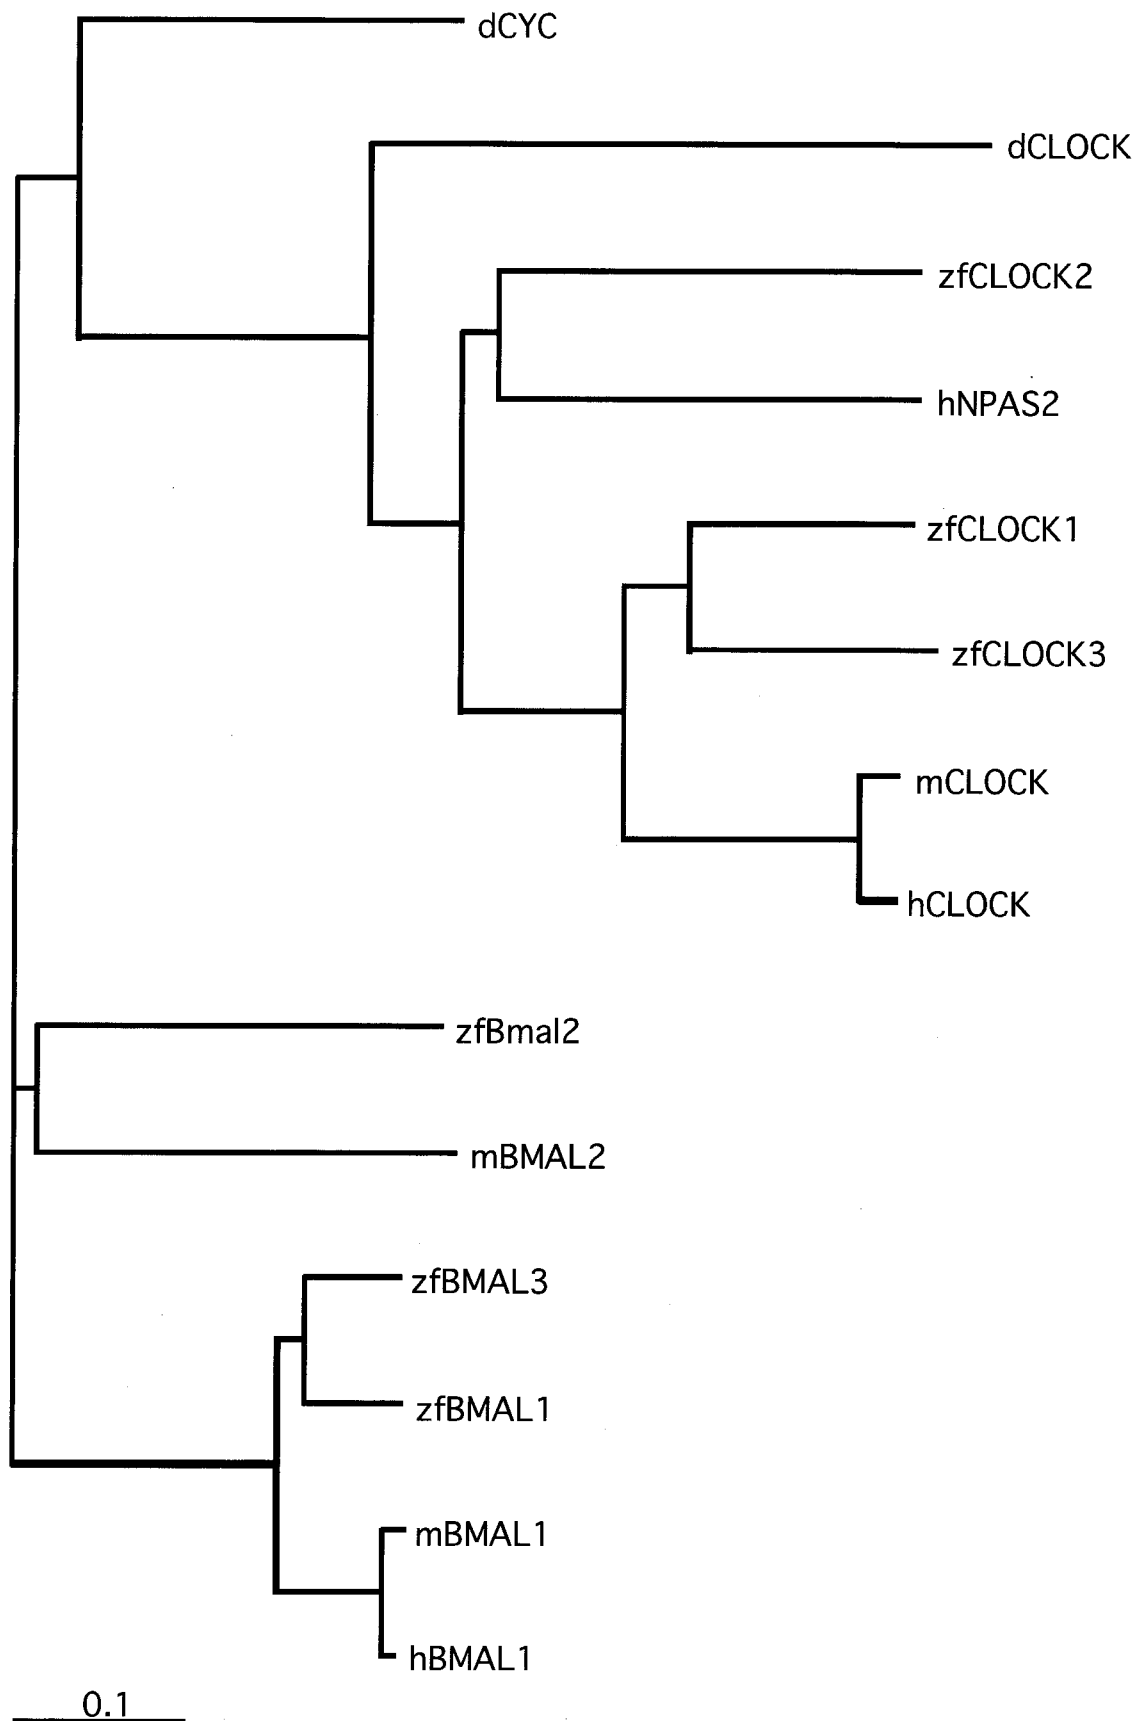 dCYC
dCLOCK
zfCLOCK2
hNPAS2
zfCLOCK1
zfCLOCK3
mCLOCK
hCLOCK
zfBmal2
mBMAL2
zfBMAL3
zfBMAL1
mBMAL1
hBMAL1
0.1